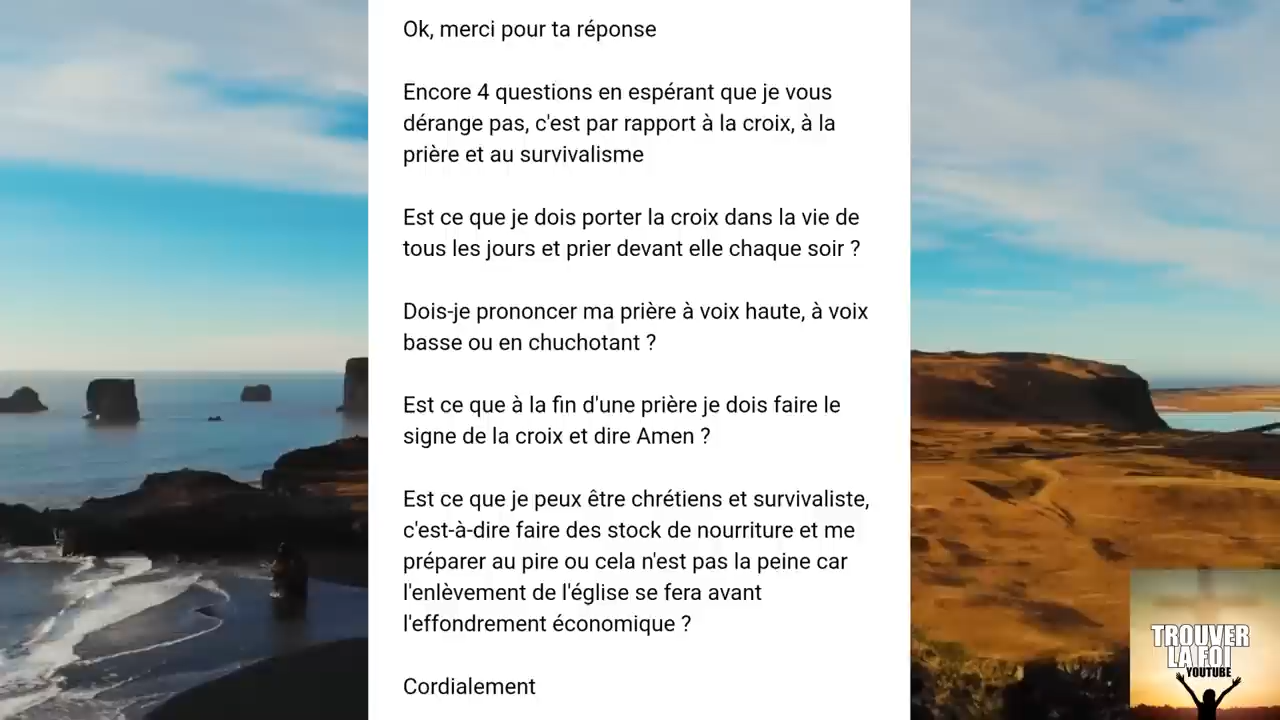 Ok, merci pour ta réponse
Encore 4 questions en espérant que je vous
dérange pas, c'est par rapport à la croix, à la
prière et au survivalisme
Est ce que je dois porter la croix dans la vie de
tous les jours et prier devant elle chaque soir ?
Dois-je prononcer ma prière à voix haute, à voix
basse ou en chuchotant ?
Est ce que à la fin d'une prière je dois faire le
signe de la croix et dire Amen ?
Est ce que je peux être chrétiens et survivaliste,
c'est-à-dire faire des stock de nourriture et me
préparer au pire ou cela n'est pas la peine car
l'enlèvement de l'église se fera avant
l'effondrement économique ?
Cordialement
TROUVER
LA FOI
YOUTUBE